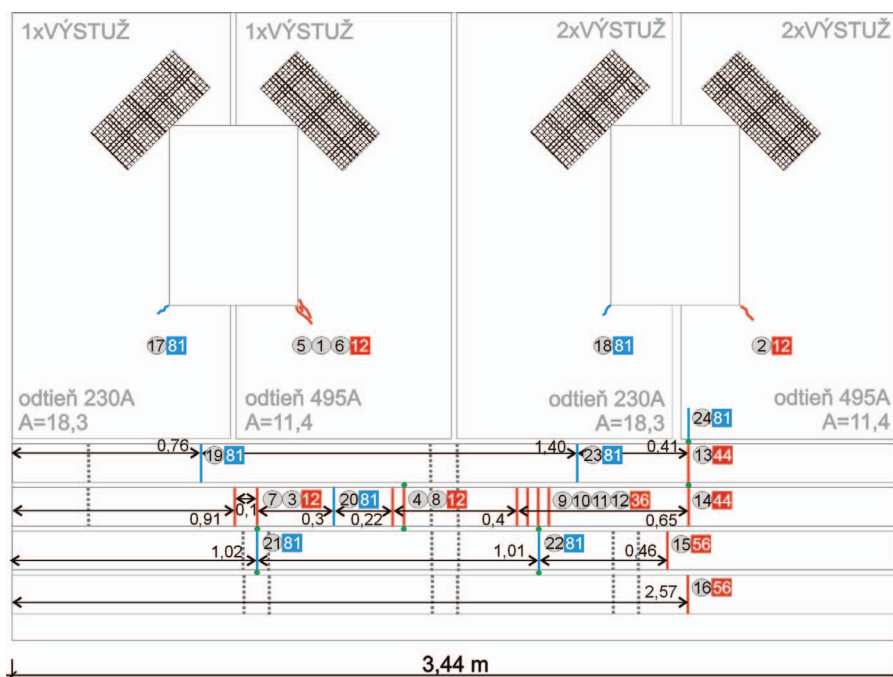 1xVÝSTUŽ 1xVÝSTUŽ 2xVÝSTUŽ 2xVÝSTUŽ
17 81 5 1 6 12 18 81 2 12
odtieň 230A odtieň 495A odtieň 230A odtieň 495A
A=18,3 A=11,4 A=18,3 A=11,4
24 81
0,76 19 81 1,40 23 81 0,41 13 44
0,91 0,1 7 3 12 0,3 20 81 0,22 4 8 12 0,4 9 10 11 12 36 0,65 14 44
1,02 21 81 1,01 22 81 0,46 15 56
2,57 16 56
3,44 m